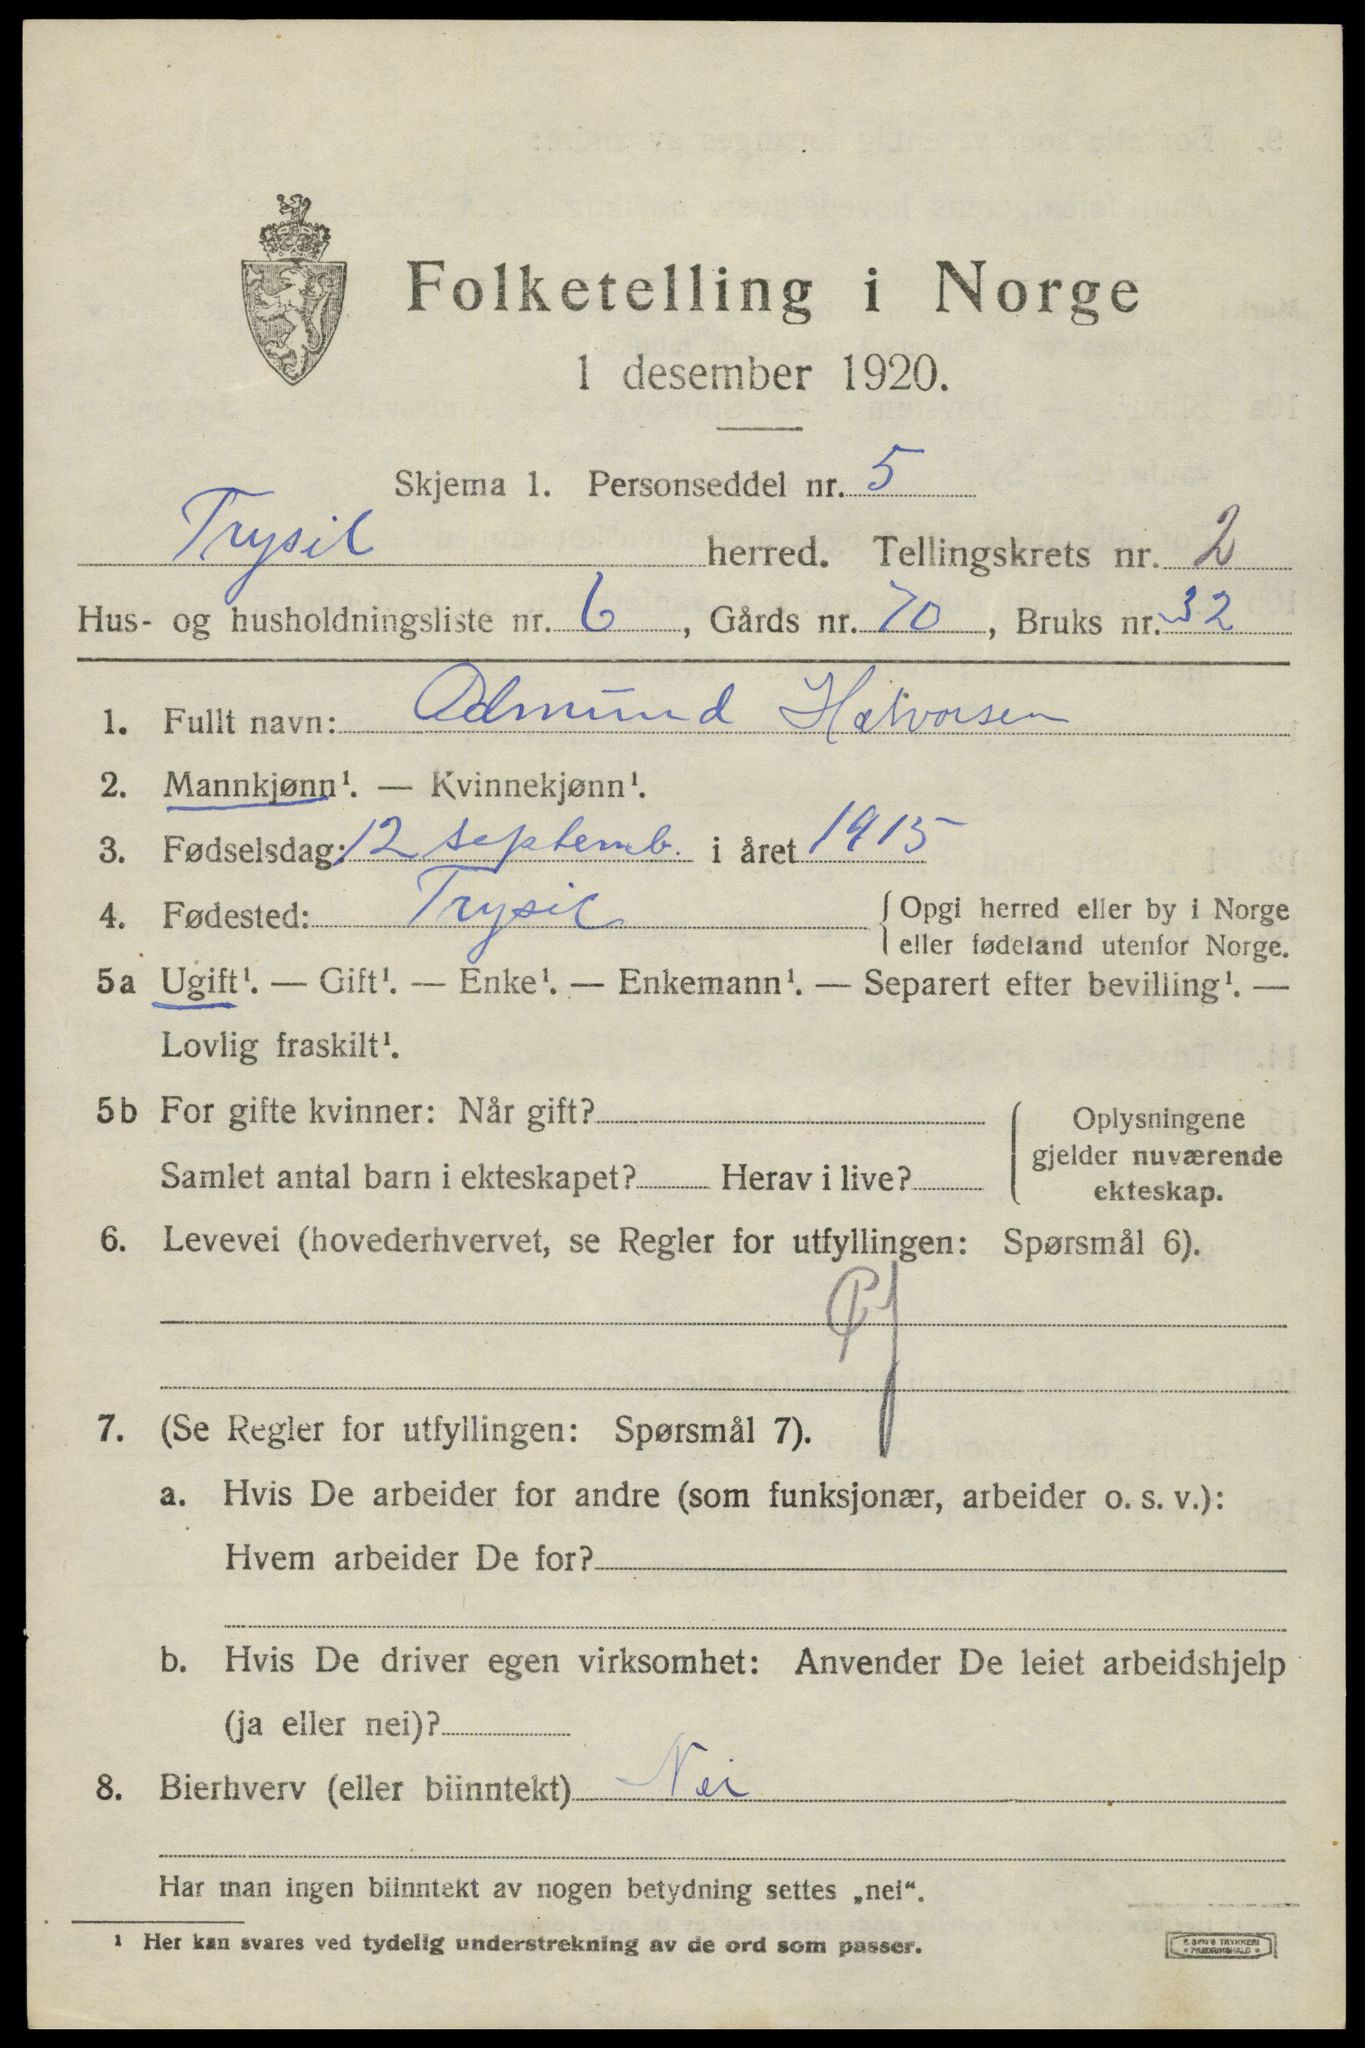 Folketelling i Norge
1 desember 1920.
Skjema 1. Personseddel nr. 5
Trysil herred. Tellingskrets nr. 2
Hus- og husholdningsliste nr. 6, Gårds nr. 70, Bruks nr. 32
1. Fullt navn: Odmund Halvorsen
2. Mannkjønn¹. — Kvinnekjønn¹.
3. Fødselsdag: 12 septemb. i året 1915
4. Fødested: Trysil { Opgi herred eller by i Norge
eller fødeland utenfor Norge.
5a Ugift¹. — Gift¹. — Enke¹. — Enkemann¹. — Separert efter bevilling¹. —
Lovlig fraskilt¹.
5b For gifte kvinner: Når gift?
Samlet antal barn i ekteskapet? Herav i live?
Oplysningene
gjelder nuværende
ekteskap.
6. Levevei (hovederhvervet, se Regler for utfyllingen: Spørsmål 6).
7. (Se Regler for utfyllingen: Spørsmål 7).
a. Hvis De arbeider for andre (som funksjonær, arbeider o. s. v.):
Hvem arbeider De for?
b. Hvis De driver egen virksomhet: Anvender De leiet arbeidshjelp
(ja eller nei)?
8. Bierhverv (eller biinntekt) Nei
Har man ingen biinntekt av nogen betydning settes „nei“.
¹ Her kan svares ved tydelig understrekning av de ord som passer.